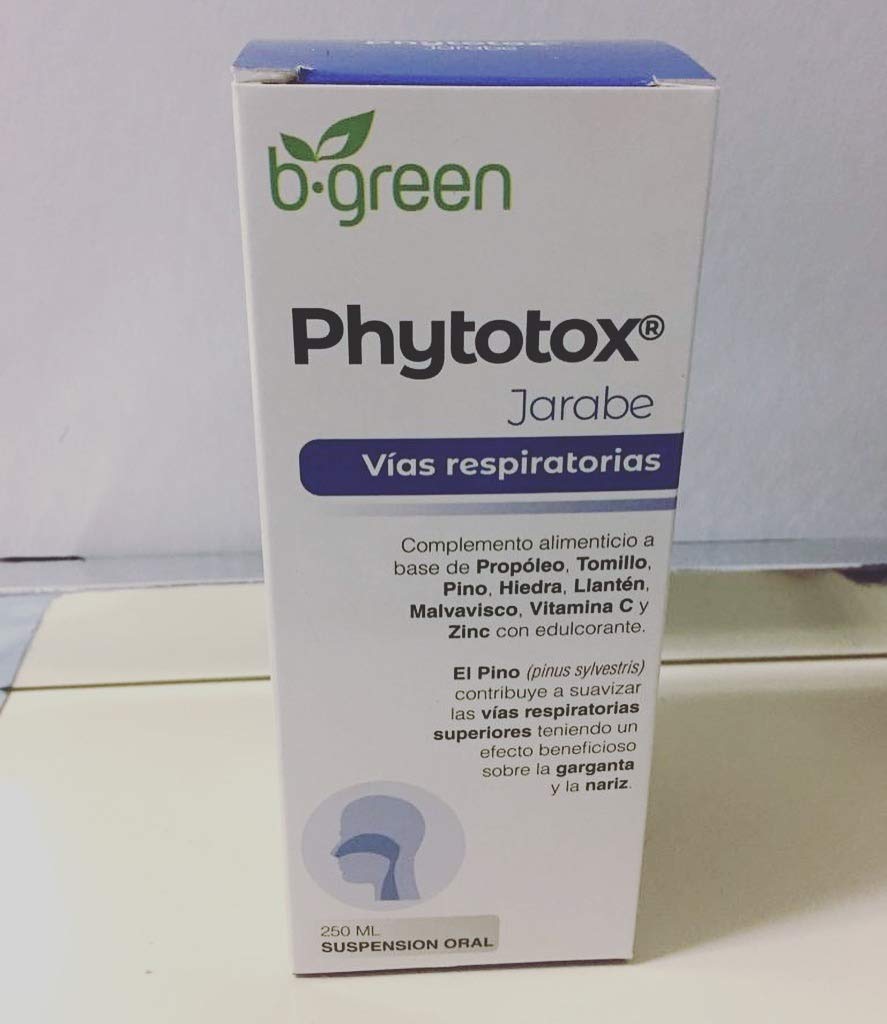 Phytotox
Jarabe
b·green
Phytotox®
Jarabe
Vías respiratorias
Complemento alimenticio a
base de Propóleo, Tomillo,
Pino, Hiedra, Llantén,
Malvavisco, Vitamina C y
Zinc con edulcorante.
El Pino (pinus sylvestris)
contribuye a suavizar
las vías respiratorias
superiores teniendo un
efecto beneficioso
sobre la garganta
y la nariz.
250 ML
SUSPENSION ORAL